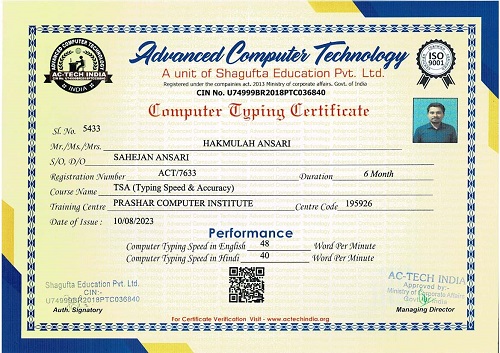 ADVANCED COMPUTER TECHNOLOGY
AC-TECH INDIA
INDIA
Advanced Computer Technology
A unit of Shagufta Education Pvt. Ltd.
Registered under the companies act. 2013 Ministry of corporate affairs, Govt. of India
CIN No. U74999BR2018PTC036840
ISO
9001
Computer Typing Certificate
Sl. No. 5433
Mr./Ms./Mrs. HAKMULAH ANSARI
S/O, D/O SAHEJAN ANSARI
Registration Number ACT/7633 Duration 6 Month
Course Name TSA (Typing Speed & Accuracy)
Training Centre PRASHAR COMPUTER INSTITUTE Centre Code 195926
Date of Issue : 10/08/2023
Performance
Computer Typing Speed in English 48 Word Per Minute
Computer Typing Speed in Hindi 40 Word Per Minute
Shagufta Education Pvt. Ltd.
CIN:-
U74999BR2018PTC036840
Auth. Signatory
AC-TECH INDIA
Approved by:-
Ministry of Corporate Affairs
Managing Director
For Certificate Verification Visit - www.actechindia.org